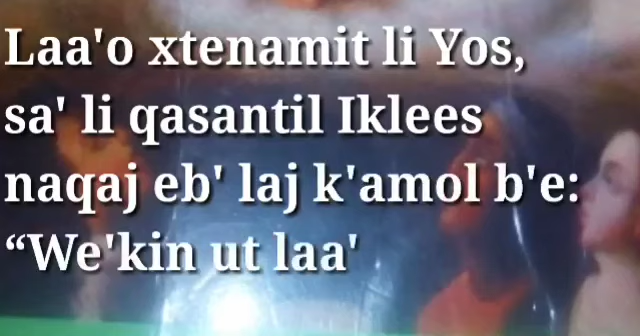 Laa'o xtenamit li Yos,
sa' li qasantil Iklees
naqaj eb' laj k'amol b'e:
“We'kin ut laa'